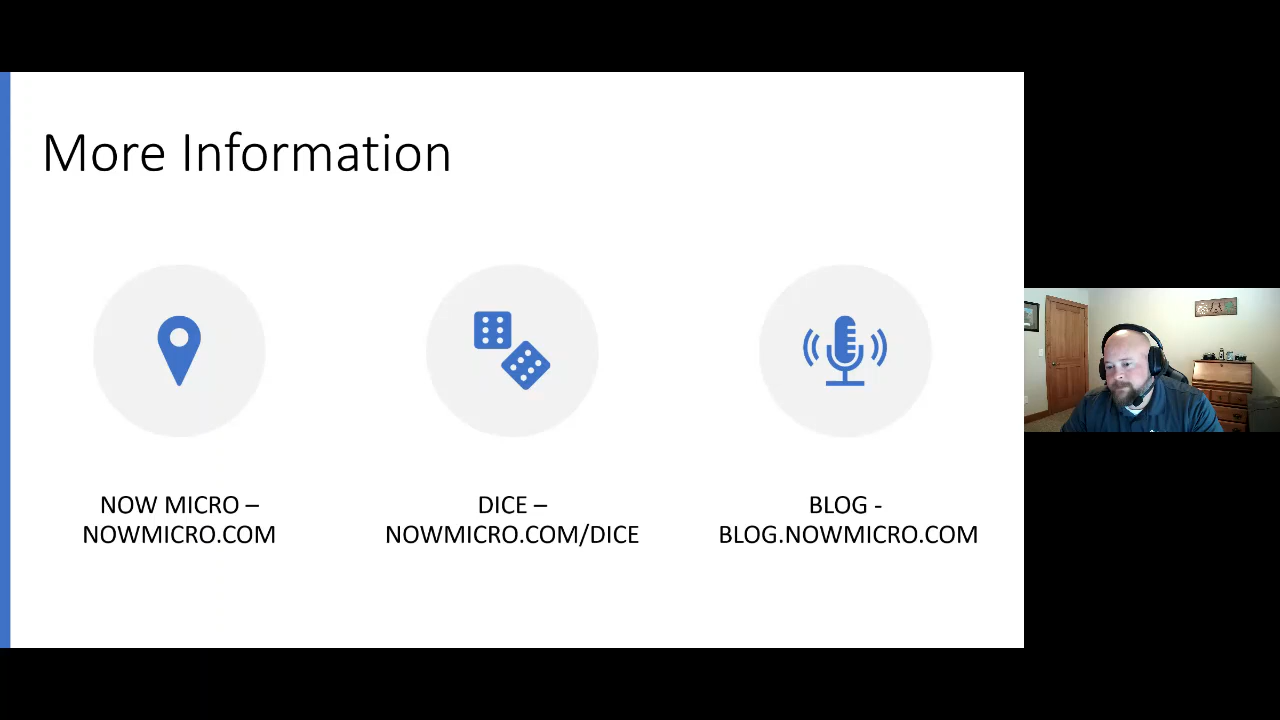 More Information
NOW MICRO –
NOWMICRO.COM
DICE –
NOWMICRO.COM/DICE
BLOG -
BLOG.NOWMICRO.COM